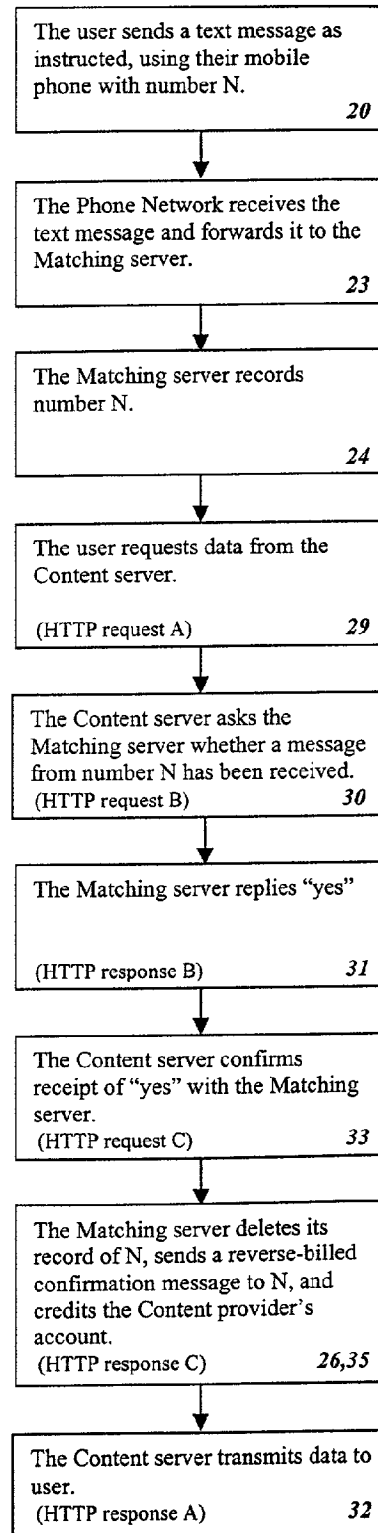 The user sends a text message as
instructed, using their mobile
phone with number N.
20
The Phone Network receives the
text message and forwards it to the
Matching server.
23
The Matching server records
number N.
24
The user requests data from the
Content server.
(HTTP request A) 29
The Content server asks the
Matching server whether a message
from number N has been received.
(HTTP request B) 30
The Matching server replies “yes”
(HTTP response B) 31
The Content server confirms
receipt of “yes” with the Matching
server.
(HTTP request C) 33
The Matching server deletes its
record of N, sends a reverse-billed
confirmation message to N, and
credits the Content provider’s
account.
(HTTP response C) 26,35
The Content server transmits data to
user.
(HTTP response A) 32